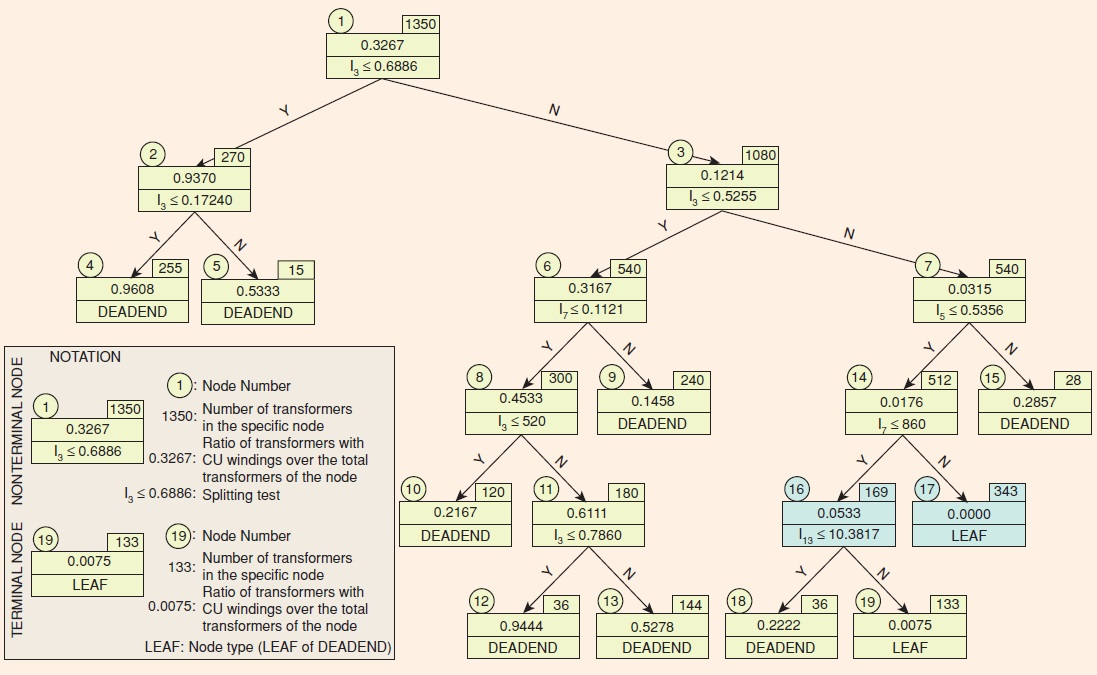 1 1350
0.3267
I3 ≤ 0.6886
Y N
2 270
0.9370
I3 ≤ 0.17240
3 1080
0.1214
I3 ≤ 0.5255
Y N
Y N
4 255
0.9608
DEADEND
5 15
0.5333
DEADEND
6 540
0.3167
I7 ≤ 0.1121
7 540
0.0315
I5 ≤ 0.5356
Y N
Y N
8 300
0.4533
I3 ≤ 520
9 240
0.1458
DEADEND
14 512
0.0176
I7 ≤ 860
15 28
0.2857
DEADEND
Y N
Y N
10 120
0.2167
DEADEND
11 180
0.6111
I3 ≤ 0.7860
16 169
0.0533
I13 ≤ 10.3817
17 343
0.0000
LEAF
Y N
Y N
12 36
0.9444
DEADEND
13 144
0.5278
DEADEND
18 36
0.2222
DEADEND
19 133
0.0075
LEAF
NOTATION
NONTERMINAL NODE
1 1350
0.3267
I3 ≤ 0.6886
1 : Node Number
1350: Number of transformers
in the specific node
Ratio of transformers with
0.3267: CU windings over the total
transformers of the node
I3 ≤ 0.6886: Splitting test
TERMINAL NODE
19 133
0.0075
LEAF
19 : Node Number
Number of transformers
133: in the specific node
Ratio of transformers with
0.0075: CU windings over the total
transformers of the node
LEAF: Node type (LEAF of DEADEND)